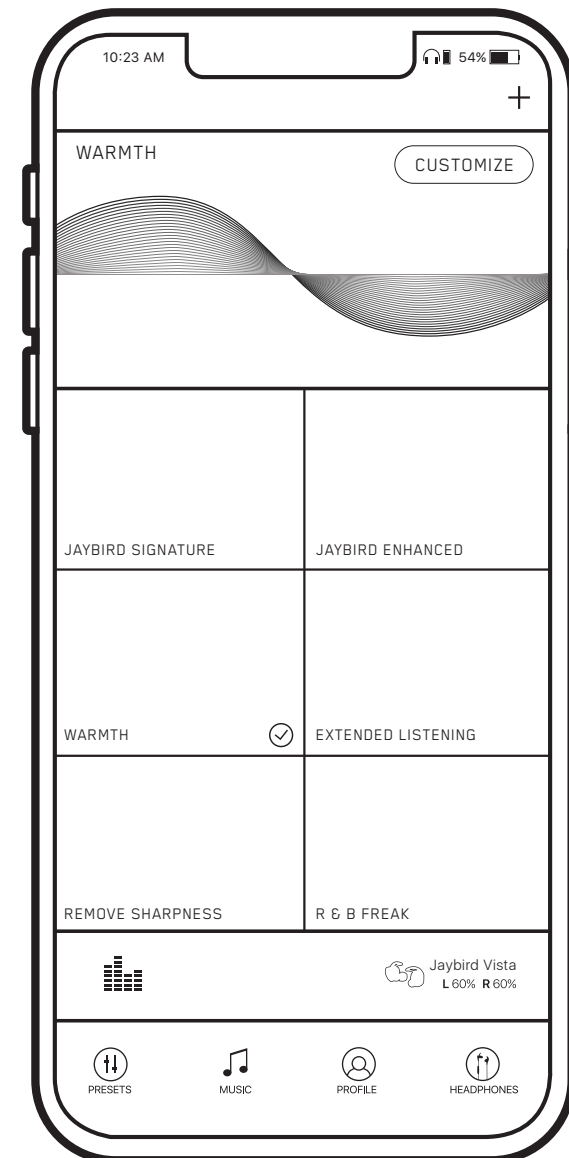 10:23 AM 54%
WARMTH
CUSTOMIZE
JAYBIRD SIGNATURE
JAYBIRD ENHANCED
WARMTH
EXTENDED LISTENING
REMOVE SHARPNESS
R & B FREAK
Jaybird Vista
L 60% R 60%
PRESETS
MUSIC
PROFILE
HEADPHONES